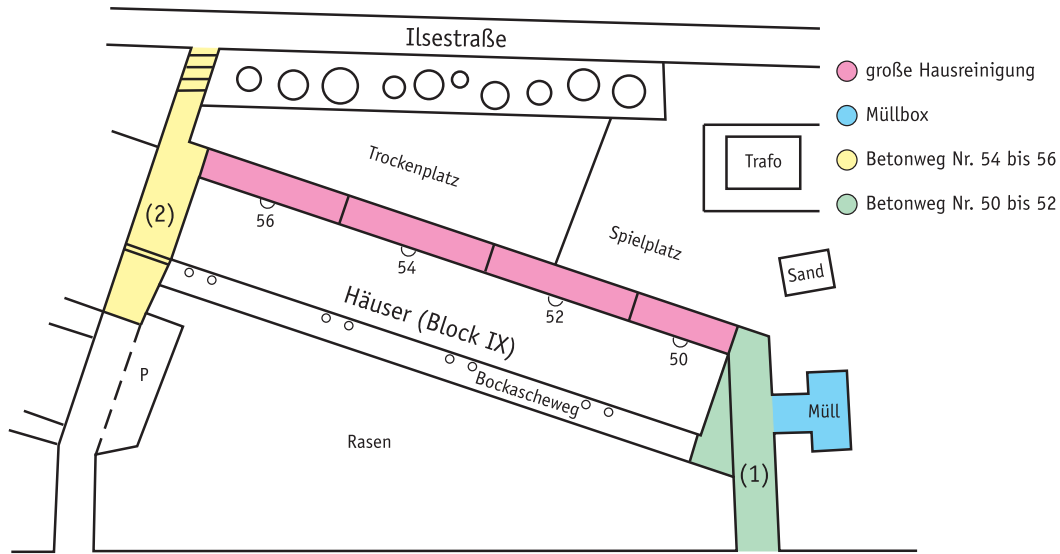 Ilsestraße
große Hausreinigung
Müllbox
Betonweg Nr. 54 bis 56
Betonweg Nr. 50 bis 52
Trockenplatz
Trafo
(2)
56
Spielplatz
54
Sand
52
Häuser (Block IX)
50
P
Bockascheweg
Müll
Rasen
(1)